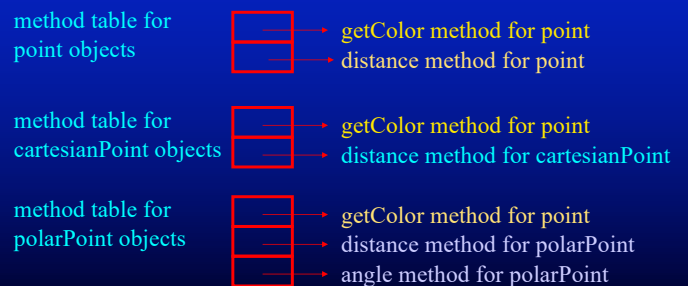 method table for
point objects
getColor method for point
distance method for point
method table for
cartesianPoint objects
getColor method for point
distance method for cartesianPoint
method table for
polarPoint objects
getColor method for point
distance method for polarPoint
angle method for polarPoint